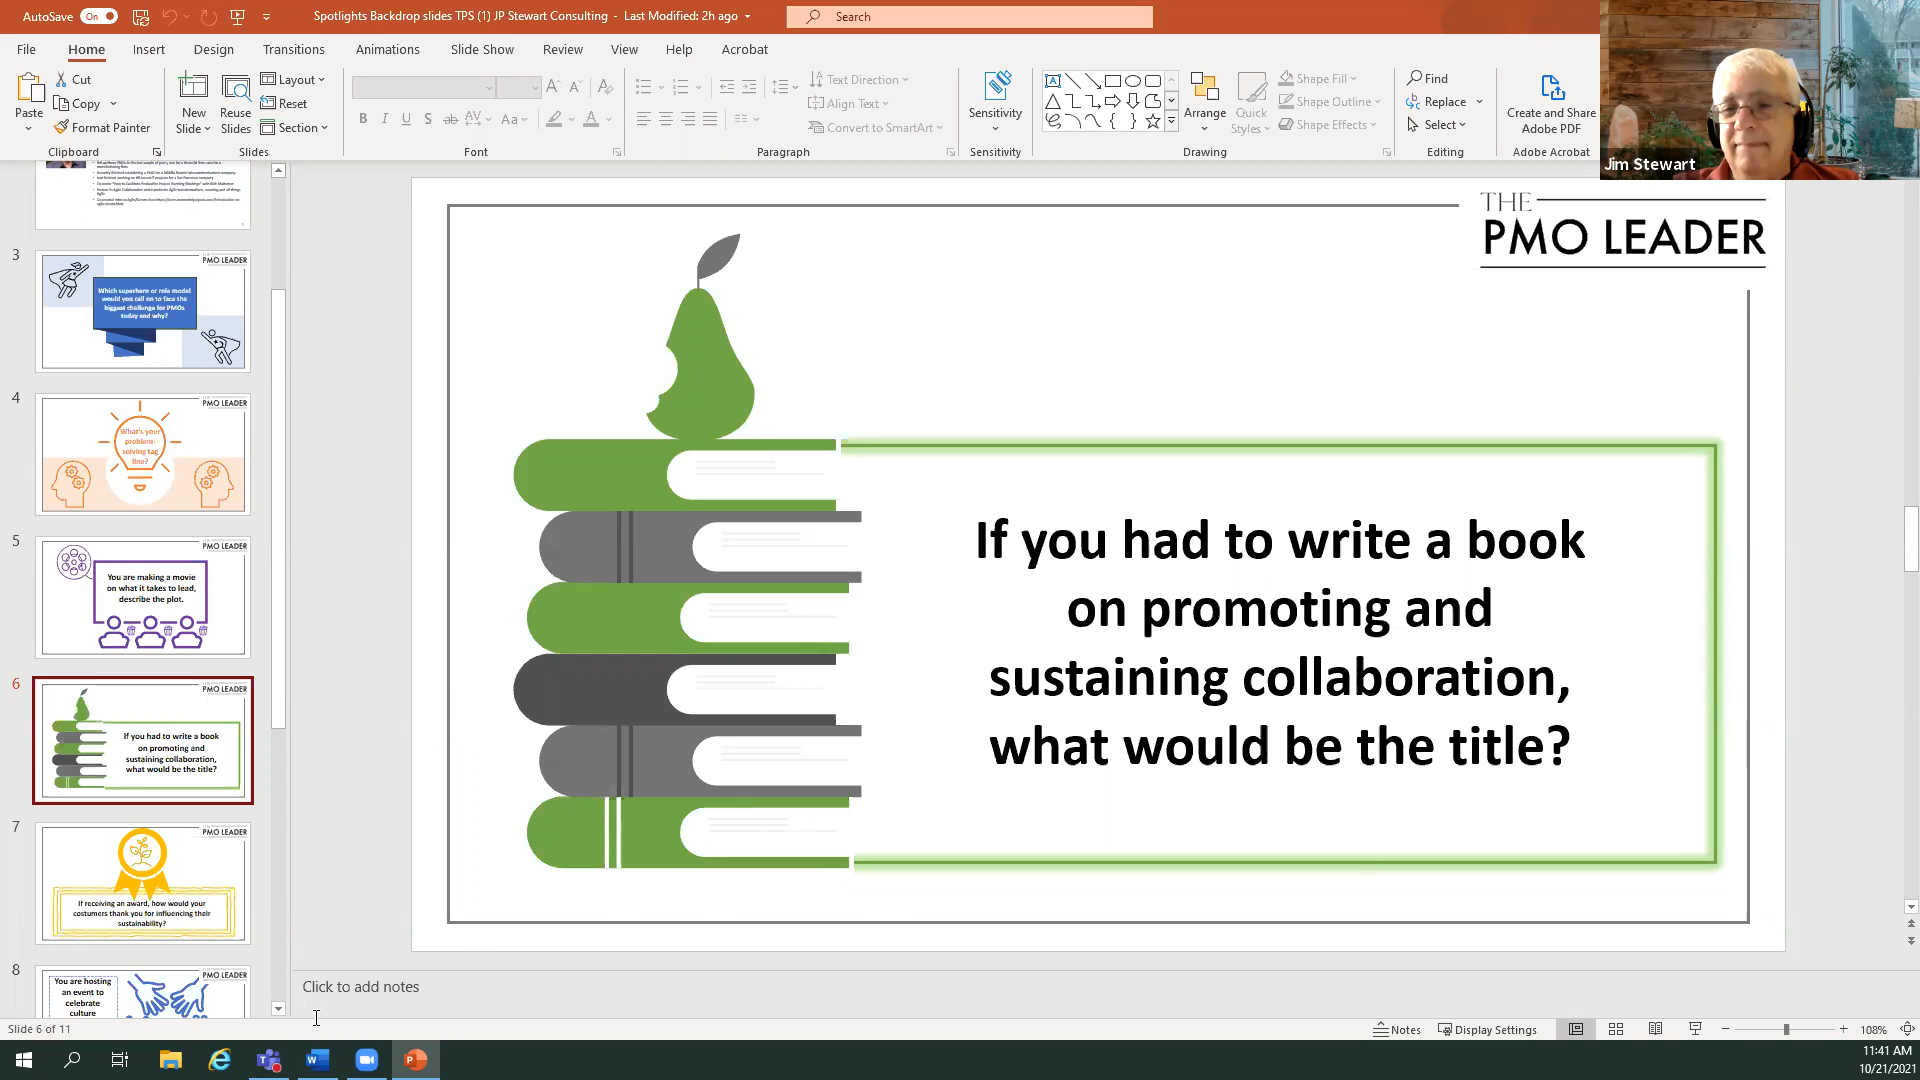 AutoSave On
Spotlights Backdrop slides TPS (1) JP Stewart Consulting - Last Modified: 2h ago
Search
File Home Insert Design Transitions Animations Slide Show Review View Help Acrobat
Paste
Cut
Copy
Format Painter
Clipboard
New Slide
Reuse Slides
Layout
Reset
Section
Slides
B I U S ab AV Aa
Font
Text Direction
Align Text
Convert to SmartArt
Paragraph
Sensitivity
Sensitivity
Arrange
Quick Styles
Shape Fill
Shape Outline
Shape Effects
Drawing
Find
Replace
Select
Editing
Create and Share
Adobe PDF
Adobe Acrobat
Jim Stewart
3
PMO LEADER
Which superhero or role model
would you call on to face the
biggest challenge for PMOs
today and why?
4
PMO LEADER
What's your
problem-
solving tag
line?
5
PMO LEADER
You are making a movie
on what it takes to lead,
describe the plot.
6
PMO LEADER
If you had to write a book
on promoting and
sustaining collaboration,
what would be the title?
7
PMO LEADER
If receiving an award, how would your
costumers thank you for influencing their
sustainability?
8
PMO LEADER
You are hosting
an event to
celebrate
culture
THE
PMO LEADER
If you had to write a book
on promoting and
sustaining collaboration,
what would be the title?
Click to add notes
Slide 6 of 11
Notes
Display Settings
108%
11:41 AM
10/21/2021